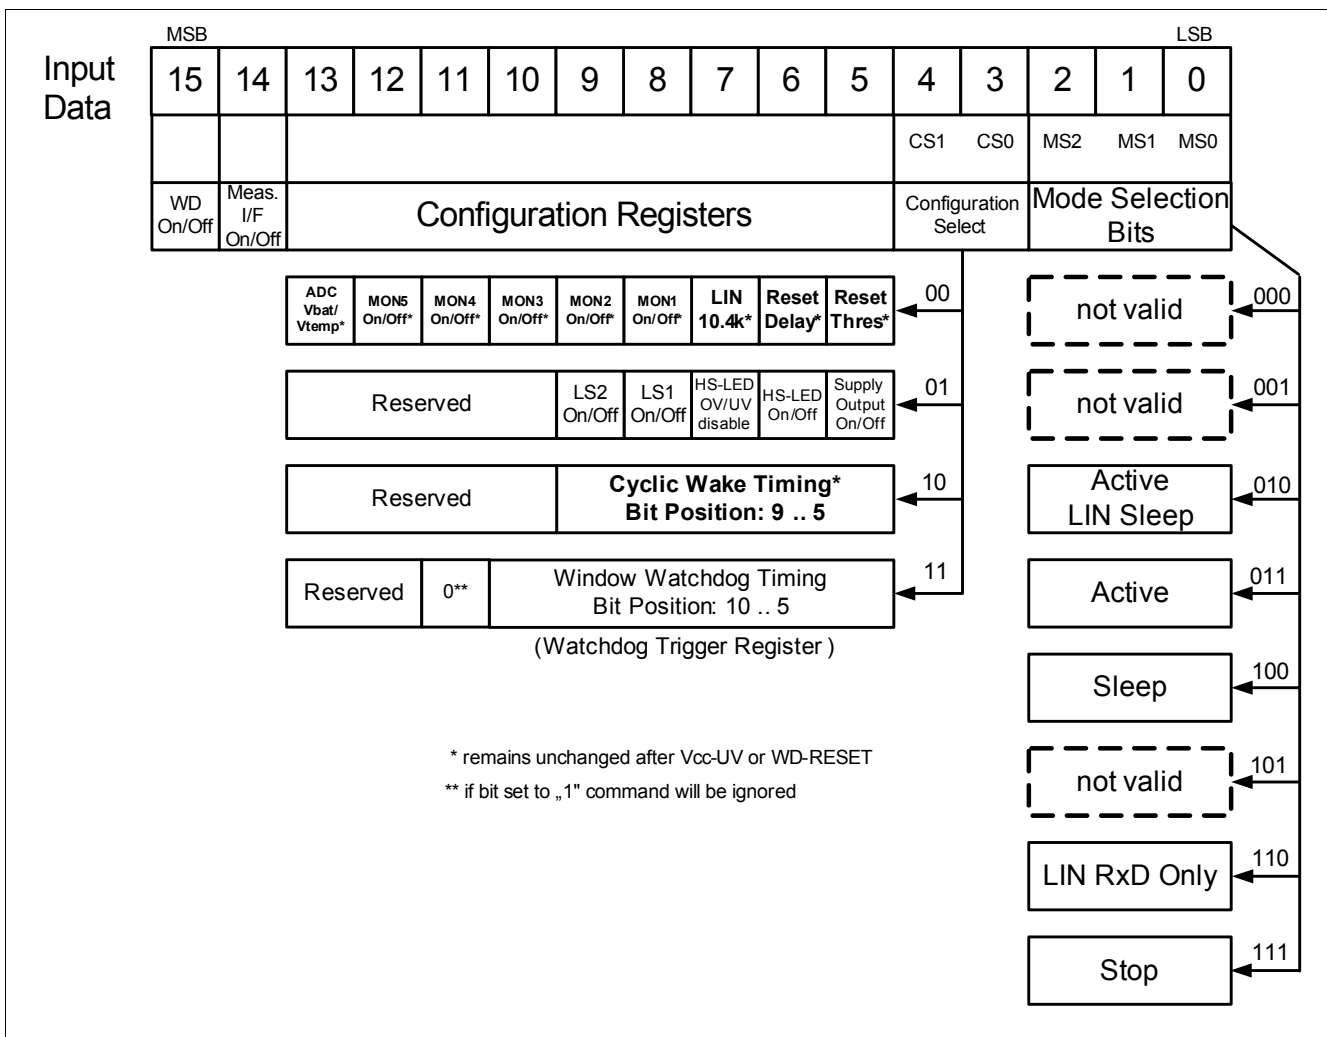 MSB LSB
Input Data 15 14 13 12 11 10 9 8 7 6 5 4 3 2 1 0
CS1 CS0 MS2 MS1 MS0
WD On/Off
Meas. I/F On/Off
Configuration Registers
Configuration Select
Mode Selection Bits
ADC Vbat/ Vtemp*
MON5 On/Off*
MON4 On/Off*
MON3 On/Off*
MON2 On/Off*
MON1 On/Off*
LIN 10.4k*
Reset Delay*
Reset Thres*
00
not valid
000
Reserved
LS2 On/Off
LS1 On/Off
HS-LED OV/UV disable
HS-LED On/Off
Supply Output On/Off
01
not valid
001
Reserved
Cyclic Wake Timing*
Bit Position: 9 .. 5
10
Active
LIN Sleep
010
Reserved
0**
Window Watchdog Timing
Bit Position: 10 .. 5
11
Active
011
(Watchdog Trigger Register )
Sleep
100
* remains unchanged after Vcc-UV or WD-RESET
** if bit set to „1" command will be ignored
not valid
101
LIN RxD Only
110
Stop
111